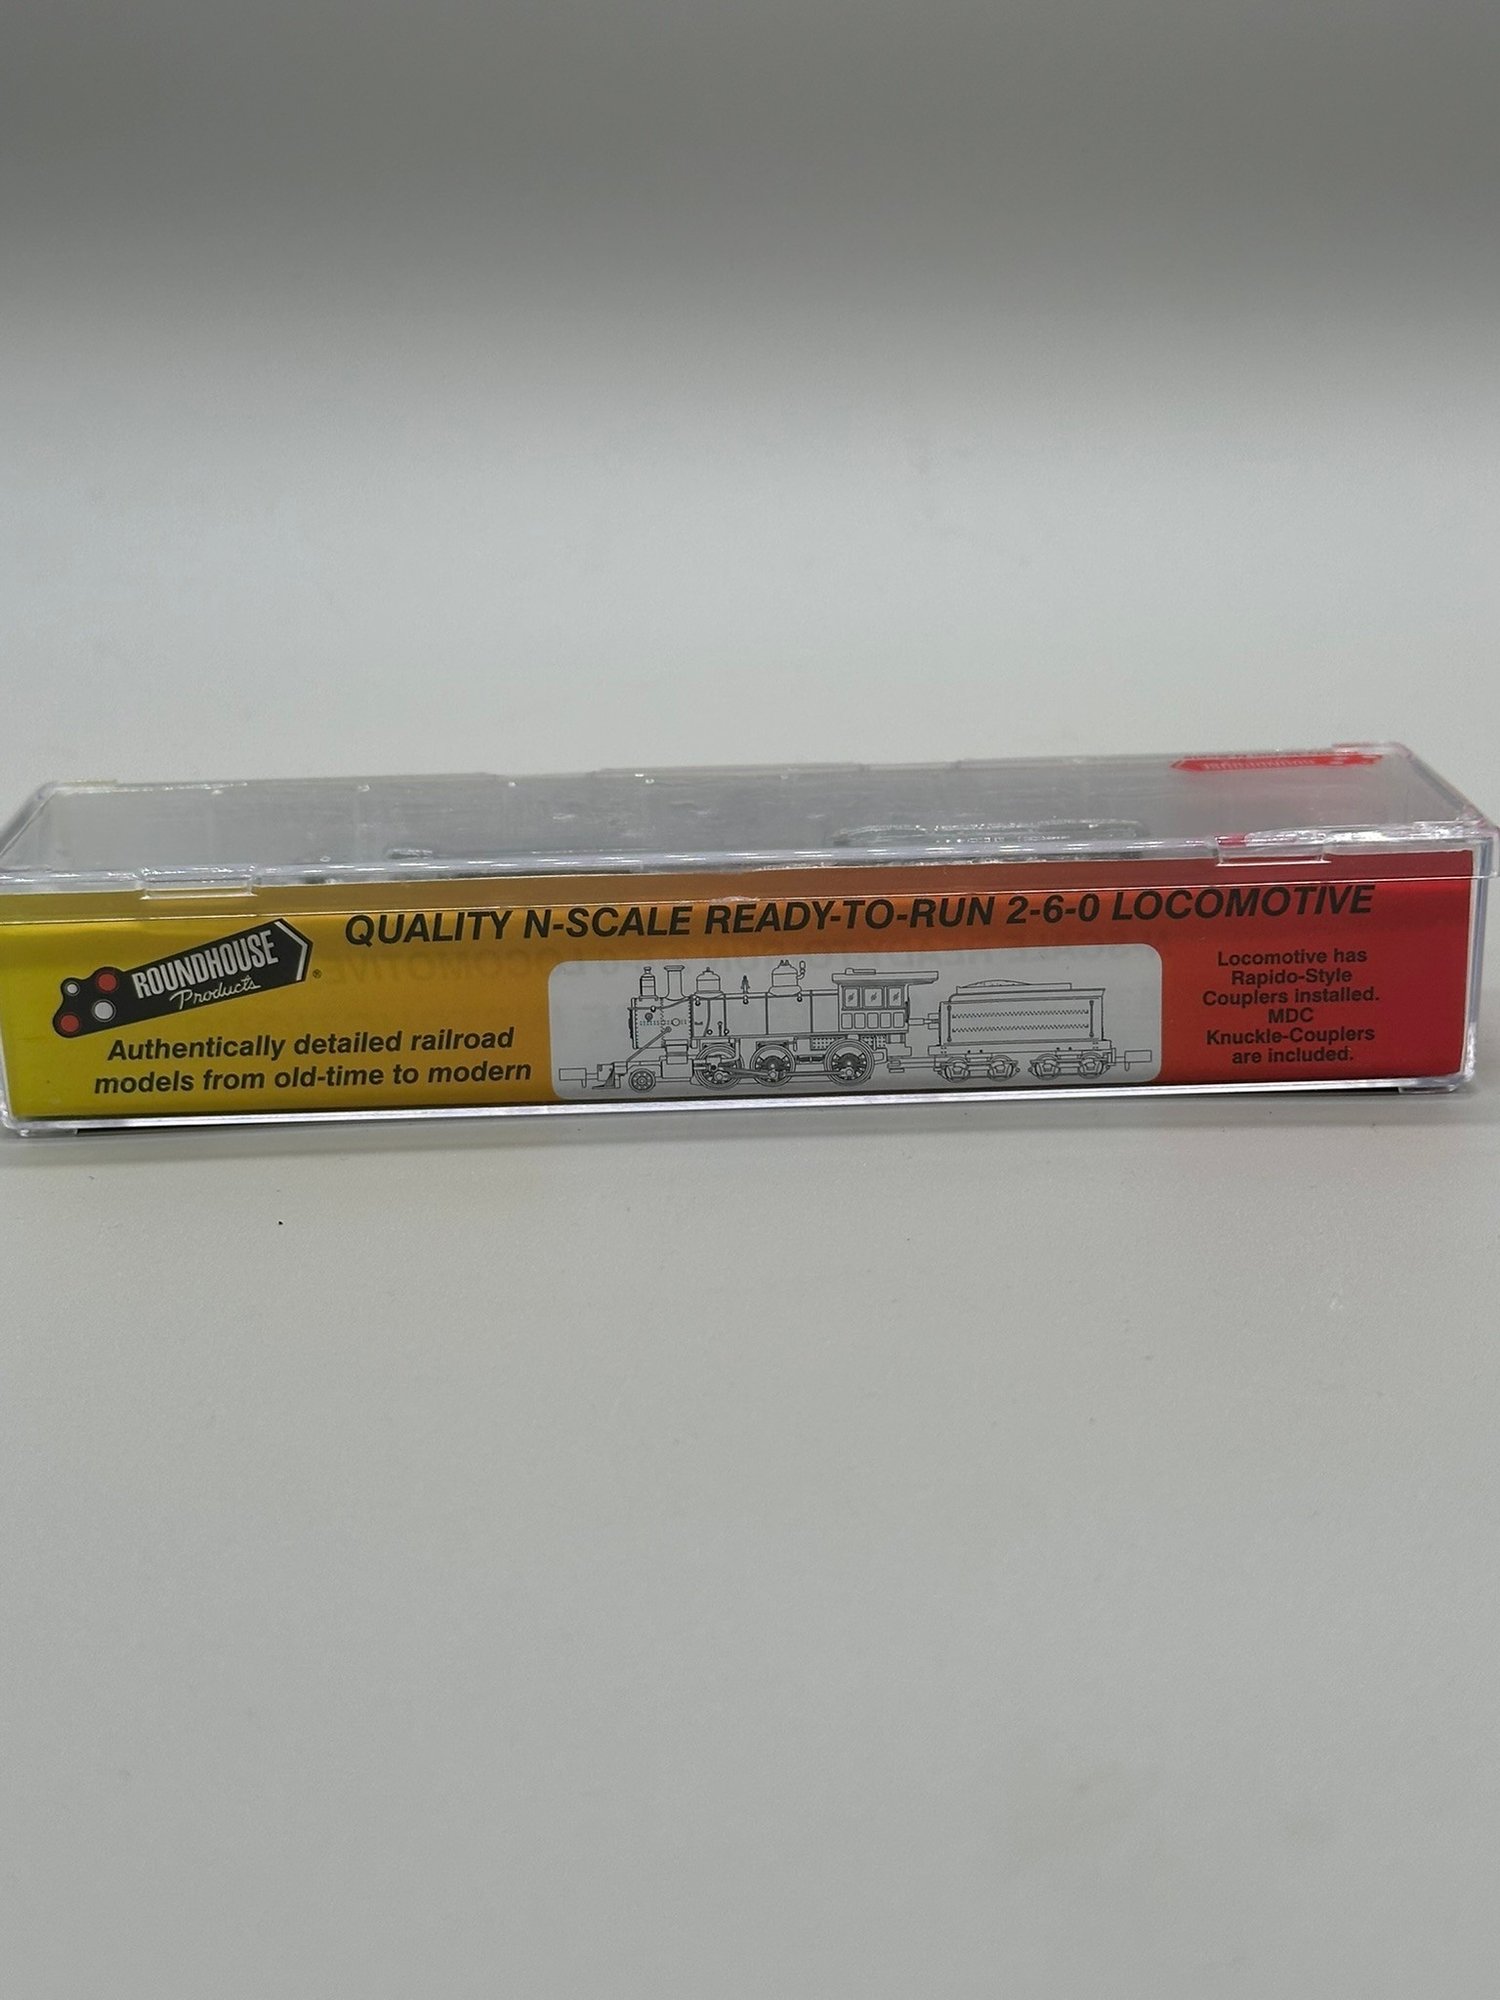 QUALITY N-SCALE READY-TO-RUN 2-6-0 LOCOMOTIVE
ROUNDHOUSE
Products®
Authentically detailed railroad
models from old-time to modern
Locomotive has
Rapido-Style
Couplers installed.
MDC
Knuckle-Couplers
are included.